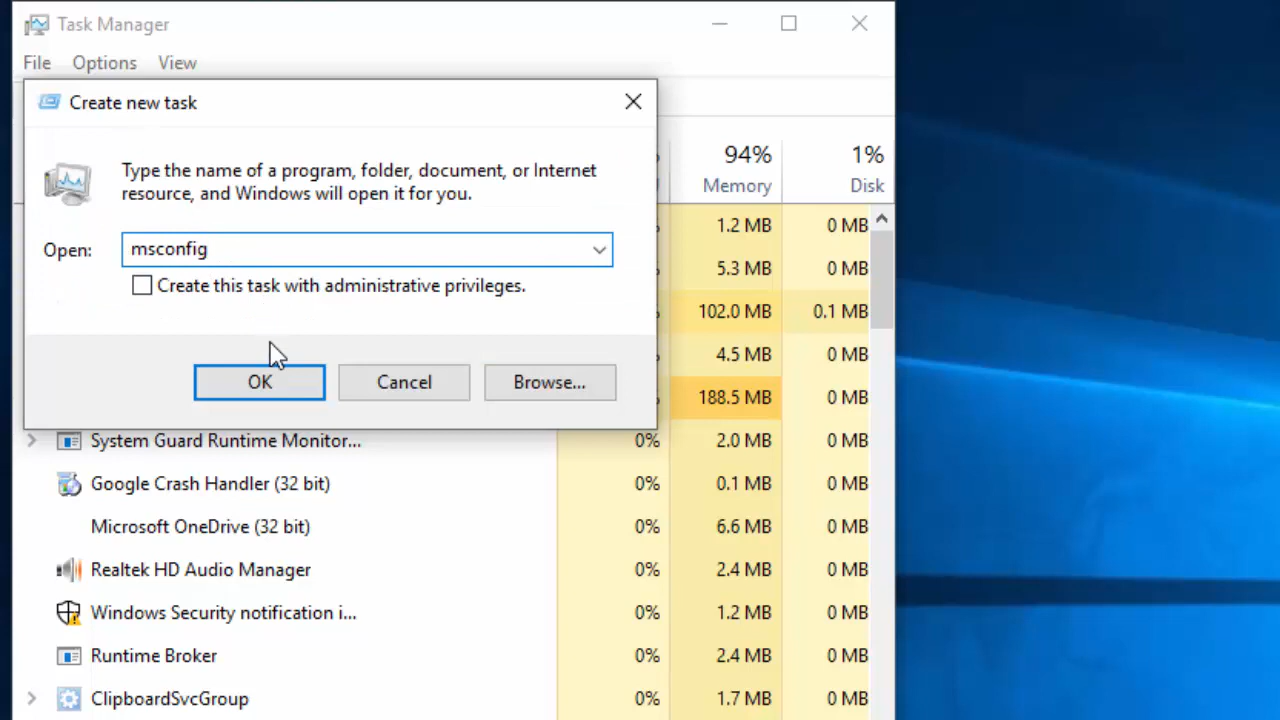 Task Manager
File Options View
Create new task
Type the name of a program, folder, document, or Internet
resource, and Windows will open it for you.
Open: msconfig
Create this task with administrative privileges.
OK Cancel Browse...
94% 1%
Memory Disk
1.2 MB 0 MB
5.3 MB 0 MB
102.0 MB 0.1 MB
4.5 MB 0 MB
188.5 MB 0 MB
System Guard Runtime Monitor... 0% 2.0 MB 0 MB
Google Crash Handler (32 bit) 0% 0.1 MB 0 MB
Microsoft OneDrive (32 bit) 0% 6.6 MB 0 MB
Realtek HD Audio Manager 0% 2.4 MB 0 MB
Windows Security notification i... 0% 1.2 MB 0 MB
Runtime Broker 0% 2.4 MB 0 MB
ClipboardSvcGroup 0% 1.7 MB 0 MB